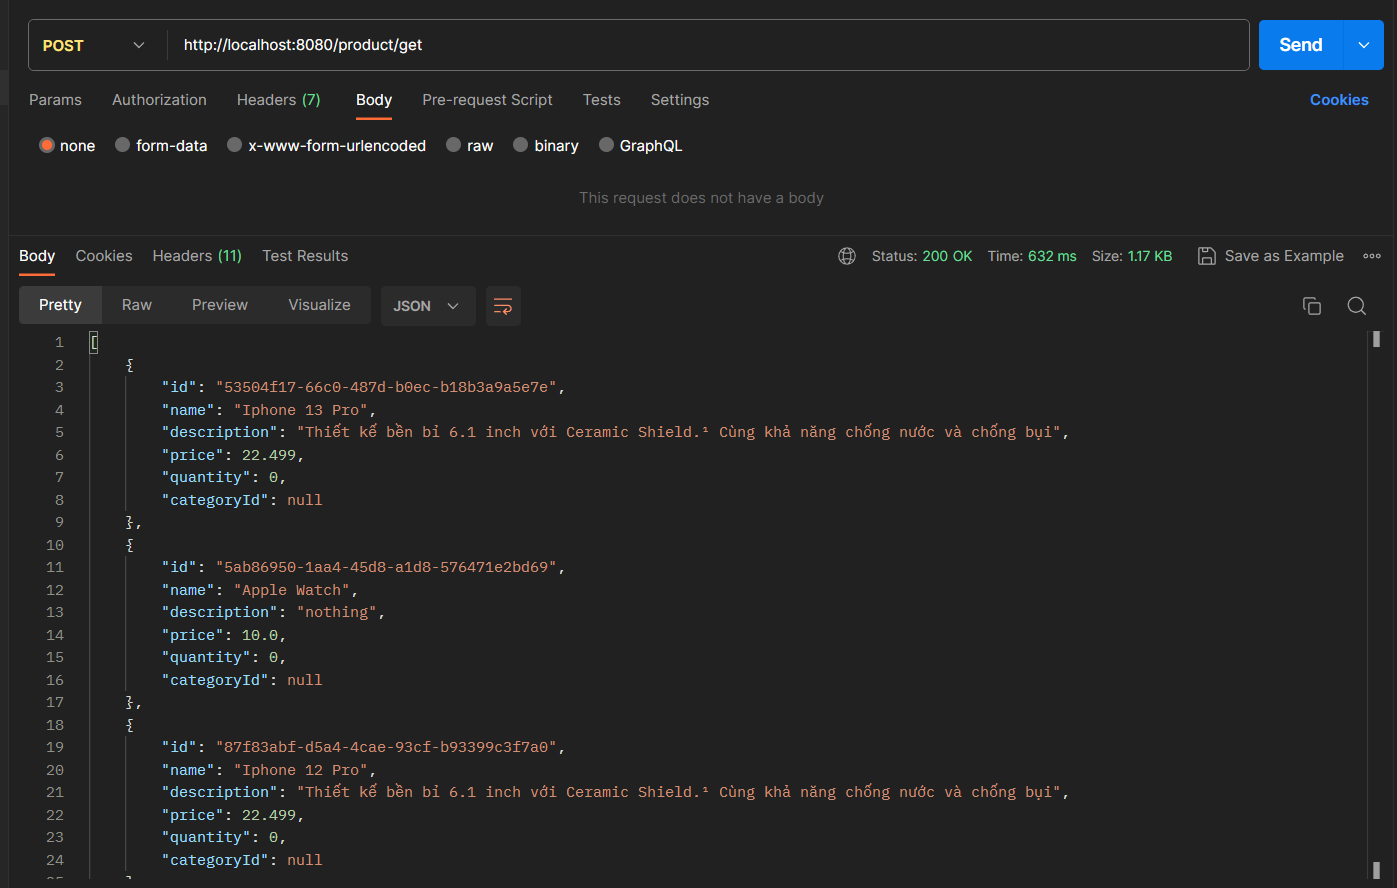 POST http://localhost:8080/product/get Send
Params Authorization Headers (7) Body Pre-request Script Tests Settings Cookies
none form-data x-www-form-urlencoded raw binary GraphQL
This request does not have a body
Body Cookies Headers (11) Test Results Status: 200 OK Time: 632 ms Size: 1.17 KB Save as Example
Pretty Raw Preview Visualize JSON
1 [
2 {
3 "id": "53504f17-66c0-487d-b0ec-b18b3a9a5e7e",
4 "name": "Iphone 13 Pro",
5 "description": "Thiết kế bền bỉ 6.1 inch với Ceramic Shield.¹ Cùng khả năng chống nước và chống bụi",
6 "price": 22.499,
7 "quantity": 0,
8 "categoryId": null
9 },
10 {
11 "id": "5ab86950-1aa4-45d8-a1d8-576471e2bd69",
12 "name": "Apple Watch",
13 "description": "nothing",
14 "price": 10.0,
15 "quantity": 0,
16 "categoryId": null
17 },
18 {
19 "id": "87f83abf-d5a4-4cae-93cf-b93399c3f7a0",
20 "name": "Iphone 12 Pro",
21 "description": "Thiết kế bền bỉ 6.1 inch với Ceramic Shield.¹ Cùng khả năng chống nước và chống bụi",
22 "price": 22.499,
23 "quantity": 0,
24 "categoryId": null